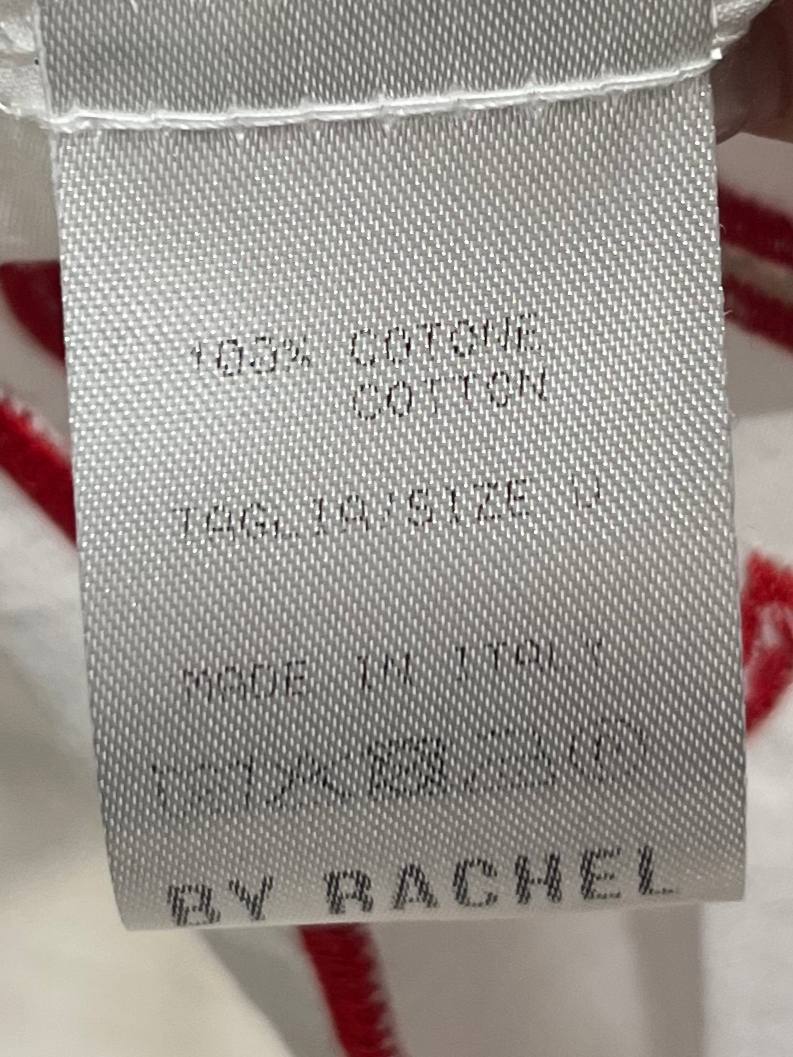 100% COTONE
COTTON
TAGLIA/SIZE U
MADE IN ITALY
P
BY RACHEL